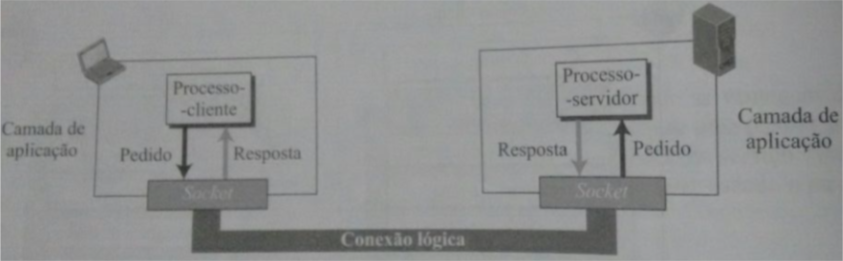 Processo-
-cliente
Camada de
aplicação
Pedido
Resposta
Socket
Processo-
-servidor
Camada de
aplicação
Resposta
Pedido
Socket
Conexão lógica